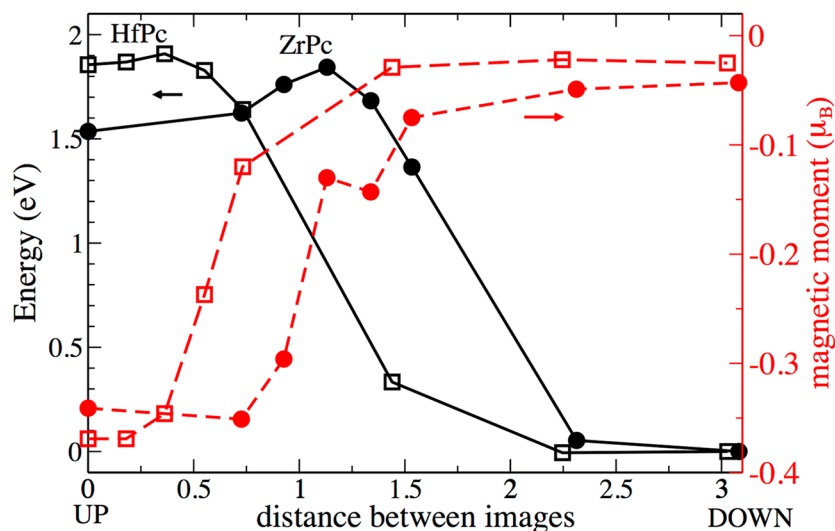 HfPc
ZrPc
2
1.5
1
0.5
0
Energy (eV)
0
-0.1
-0.2
-0.3
-0.4
magnetic moment (μB)
0
0.5
1
1.5
2
2.5
3
UP
distance between images
DOWN